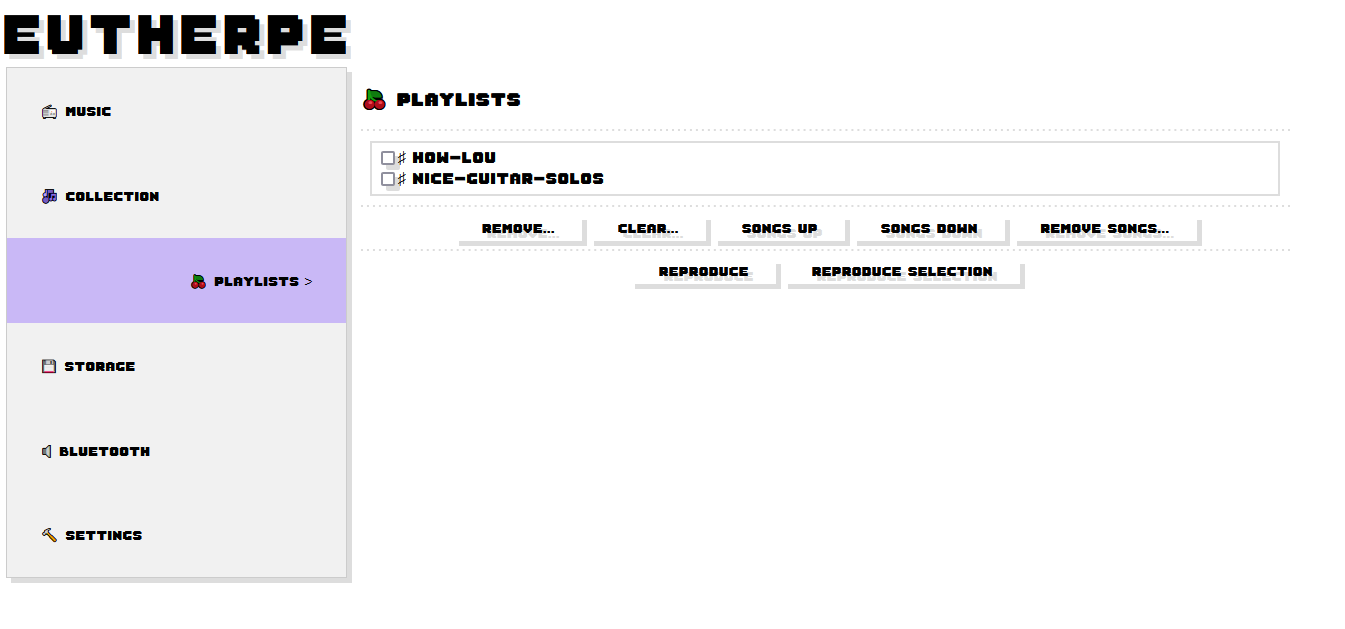 EUTHERPE
MUSIC
COLLECTION
PLAYLISTS >
STORAGE
BLUETOOTH
SETTINGS
PLAYLISTS
♯ HOW-LOU
♯ NICE-GUITAR-SOLOS
REMOVE... CLEAR... SONGS UP SONGS DOWN REMOVE SONGS...
REPRODUCE REPRODUCE SELECTION